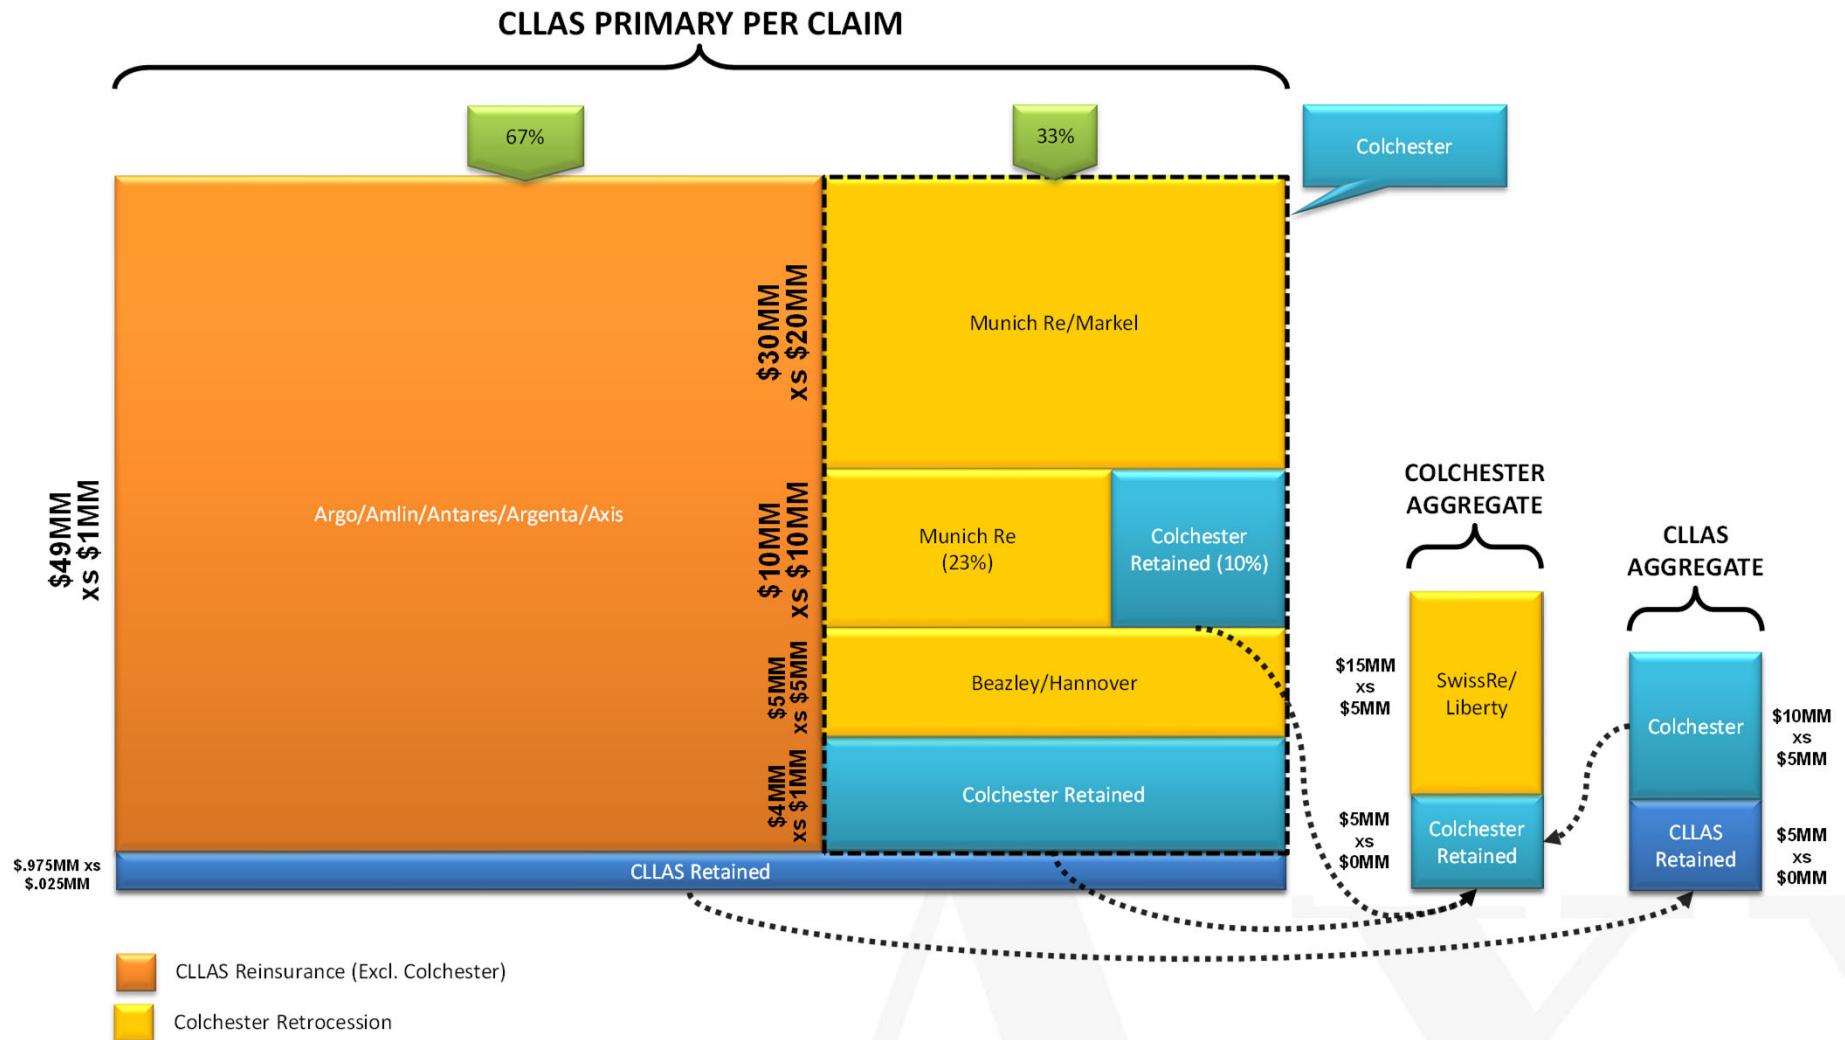 CLLAS PRIMARY PER CLAIM
67%
33%
Colchester
$49MM
xs $1MM
Argo/Amlin/Antares/Argenta/Axis
$30MM
xs $20MM
Munich Re/Markel
$10MM
xs $10MM
Munich Re
(23%)
Colchester
Retained (10%)
$5MM
xs $5MM
Beazley/Hannover
$4MM
xs $1MM
Colchester Retained
$.975MM xs
$.025MM
CLLAS Retained
COLCHESTER
AGGREGATE
$15MM
xs
$5MM
SwissRe/
Liberty
$5MM
xs
$0MM
Colchester
Retained
CLLAS
AGGREGATE
Colchester
$10MM
xs
$5MM
CLLAS
Retained
$5MM
xs
$0MM
CLLAS Reinsurance (Excl. Colchester)
Colchester Retrocession